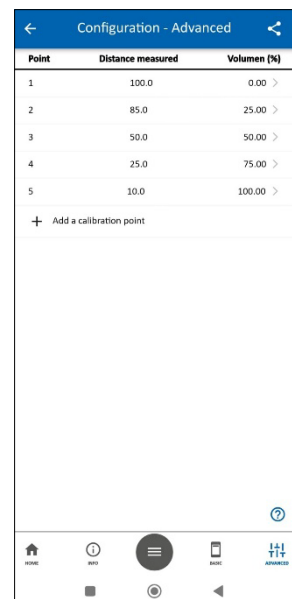 Configuration - Advanced
Point Distance measured Volumen (%)
1 100.0 0.00
2 85.0 25.00
3 50.0 50.00
4 25.0 75.00
5 10.0 100.00
+ Add a calibration point
HOME INFO BASIC ADVANCED